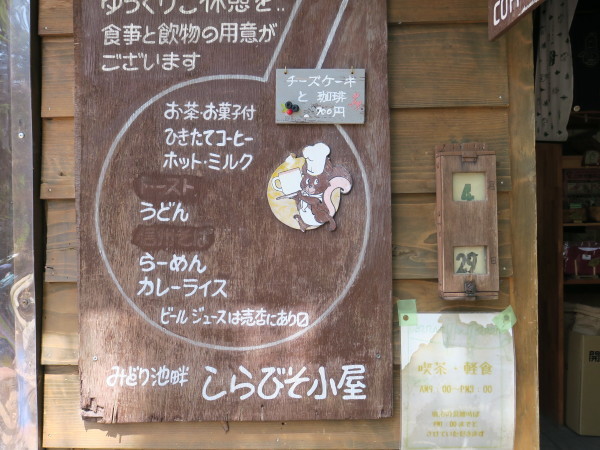 ゆっくりご休憩を..
食事と飲物の用意が
ございます
チーズケーキ
と 珈琲
900円
お茶・お菓子付
ひきたてコーヒー
ホット・ミルク
トースト
うどん
らーめん
カレーライス
ビールジュースは売店にあり〼
みどり池畔 しらびそ小屋
4
29
喫茶・軽食